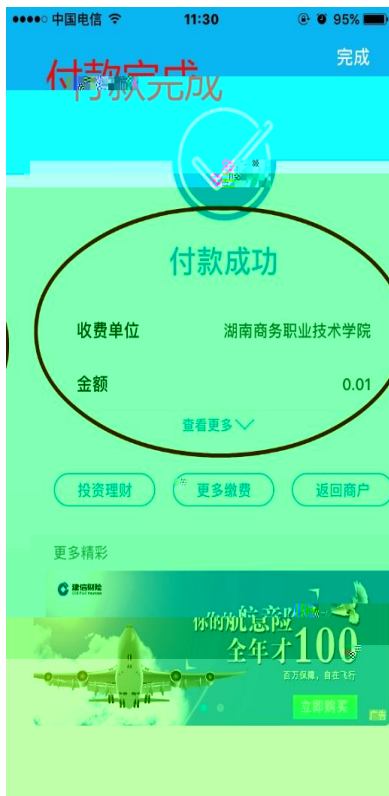 中国电信 11:30 95%
完成
付款完成
付款成功
收费单位 湖南商务职业技术学院
金额 0.01
查看更多
投资理财 更多缴费 返回商户
更多精彩
建信财险
你的航意险
全年才100
百万保障，自在飞行
立即购买
广告